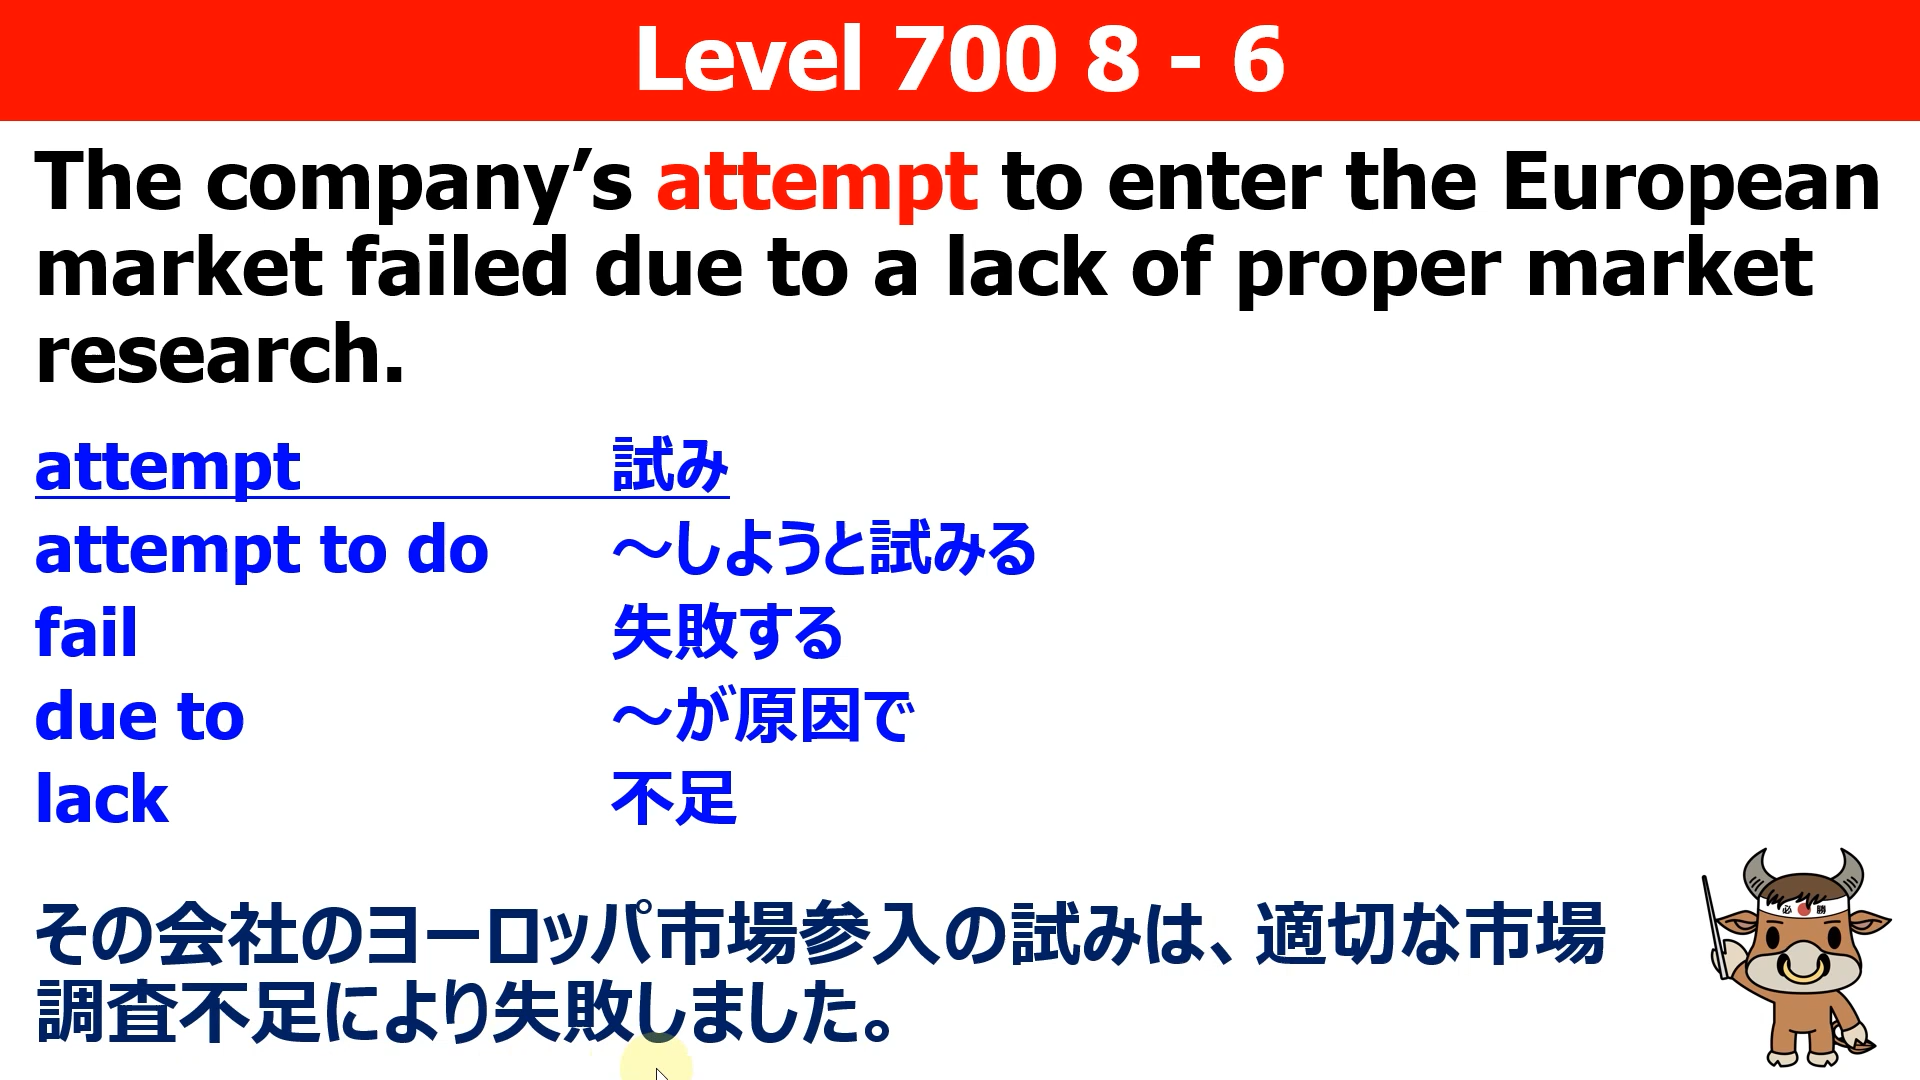 Level 700 8 - 6
The company’s attempt to enter the European
market failed due to a lack of proper market
research.
attempt 試み
attempt to do ～しようと試みる
fail 失敗する
due to ～が原因で
lack 不足
その会社のヨーロッパ市場参入の試みは、適切な市場
調査不足により失敗しました。
必 勝